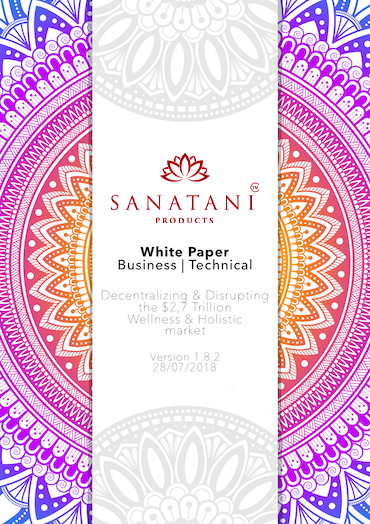 SANATANI TM
PRODUCTS
White Paper
Business | Technical
Decentralizing & Disrupting
the $2,7 Trillion
Wellness & Holistic
market
Version 1.8.2
28/07/2018